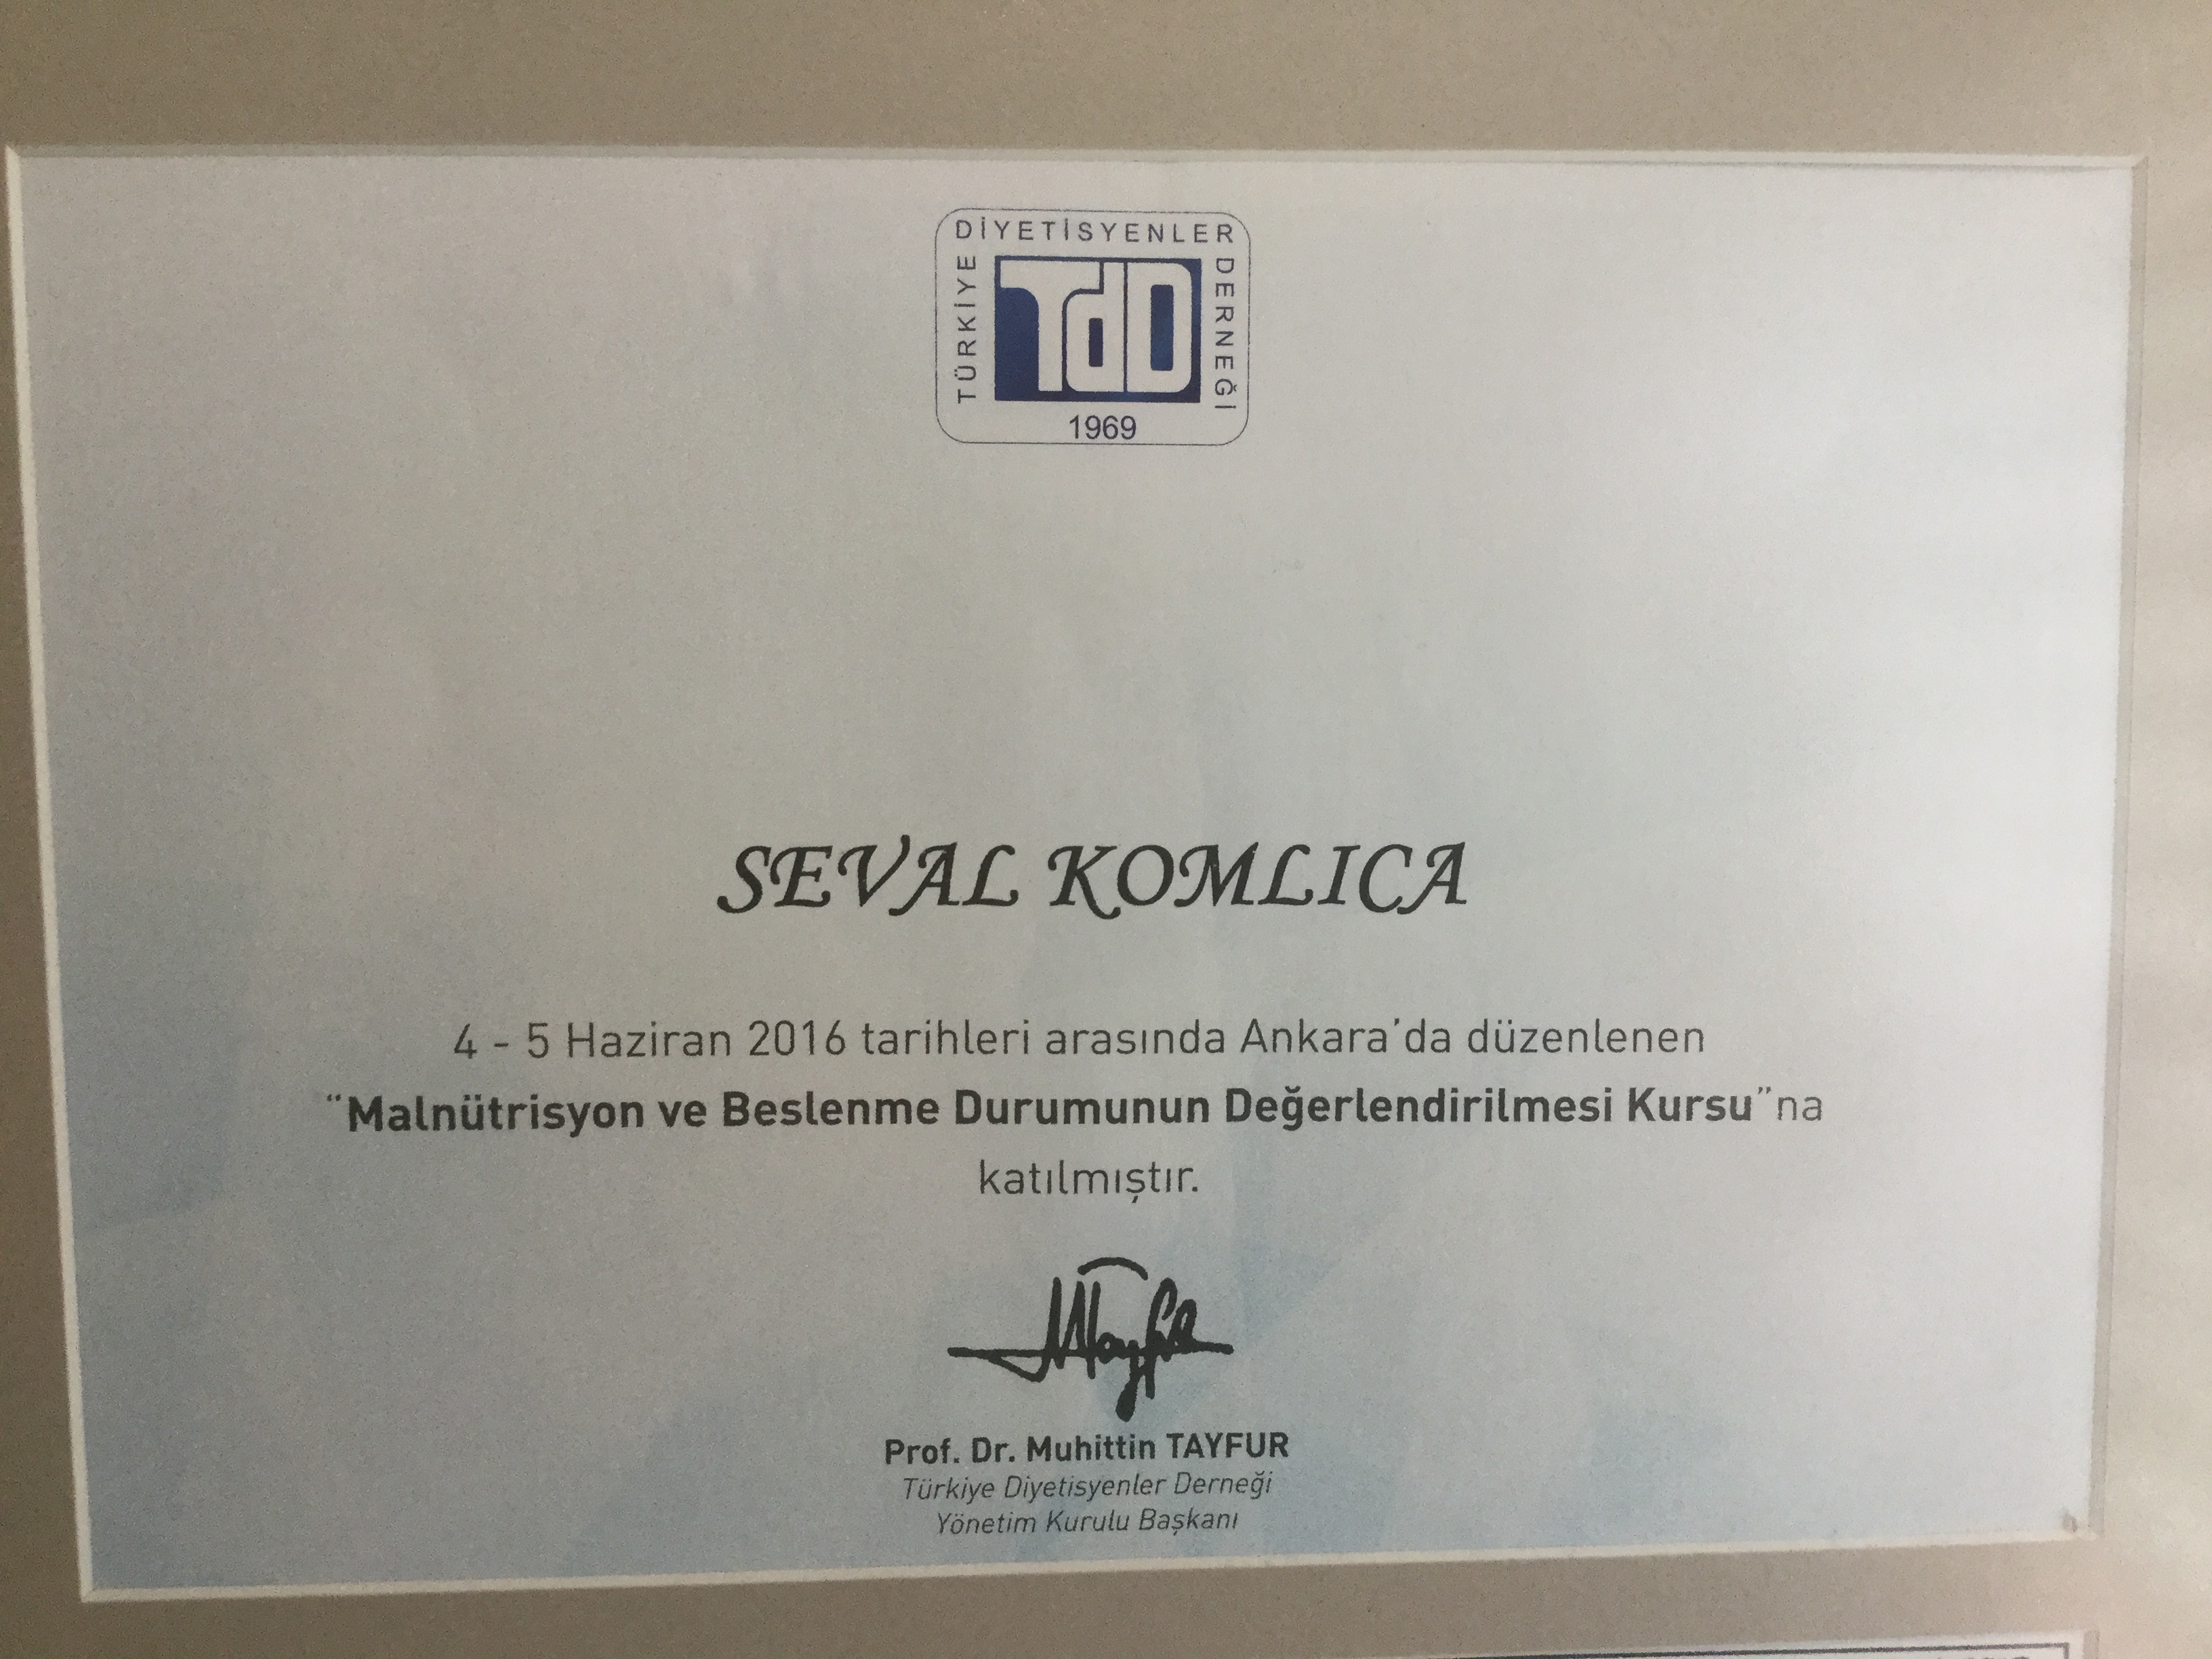 DİYETİSYENLER
TÜRKİYE
TdD
DERNEĞİ
1969
SEVAL KOMLICA
4 - 5 Haziran 2016 tarihleri arasında Ankara'da düzenlenen
"Malnütrisyon ve Beslenme Durumunun Değerlendirilmesi Kursu"na
katılmıştır.
Prof. Dr. Muhittin TAYFUR
Türkiye Diyetisyenler Derneği
Yönetim Kurulu Başkanı